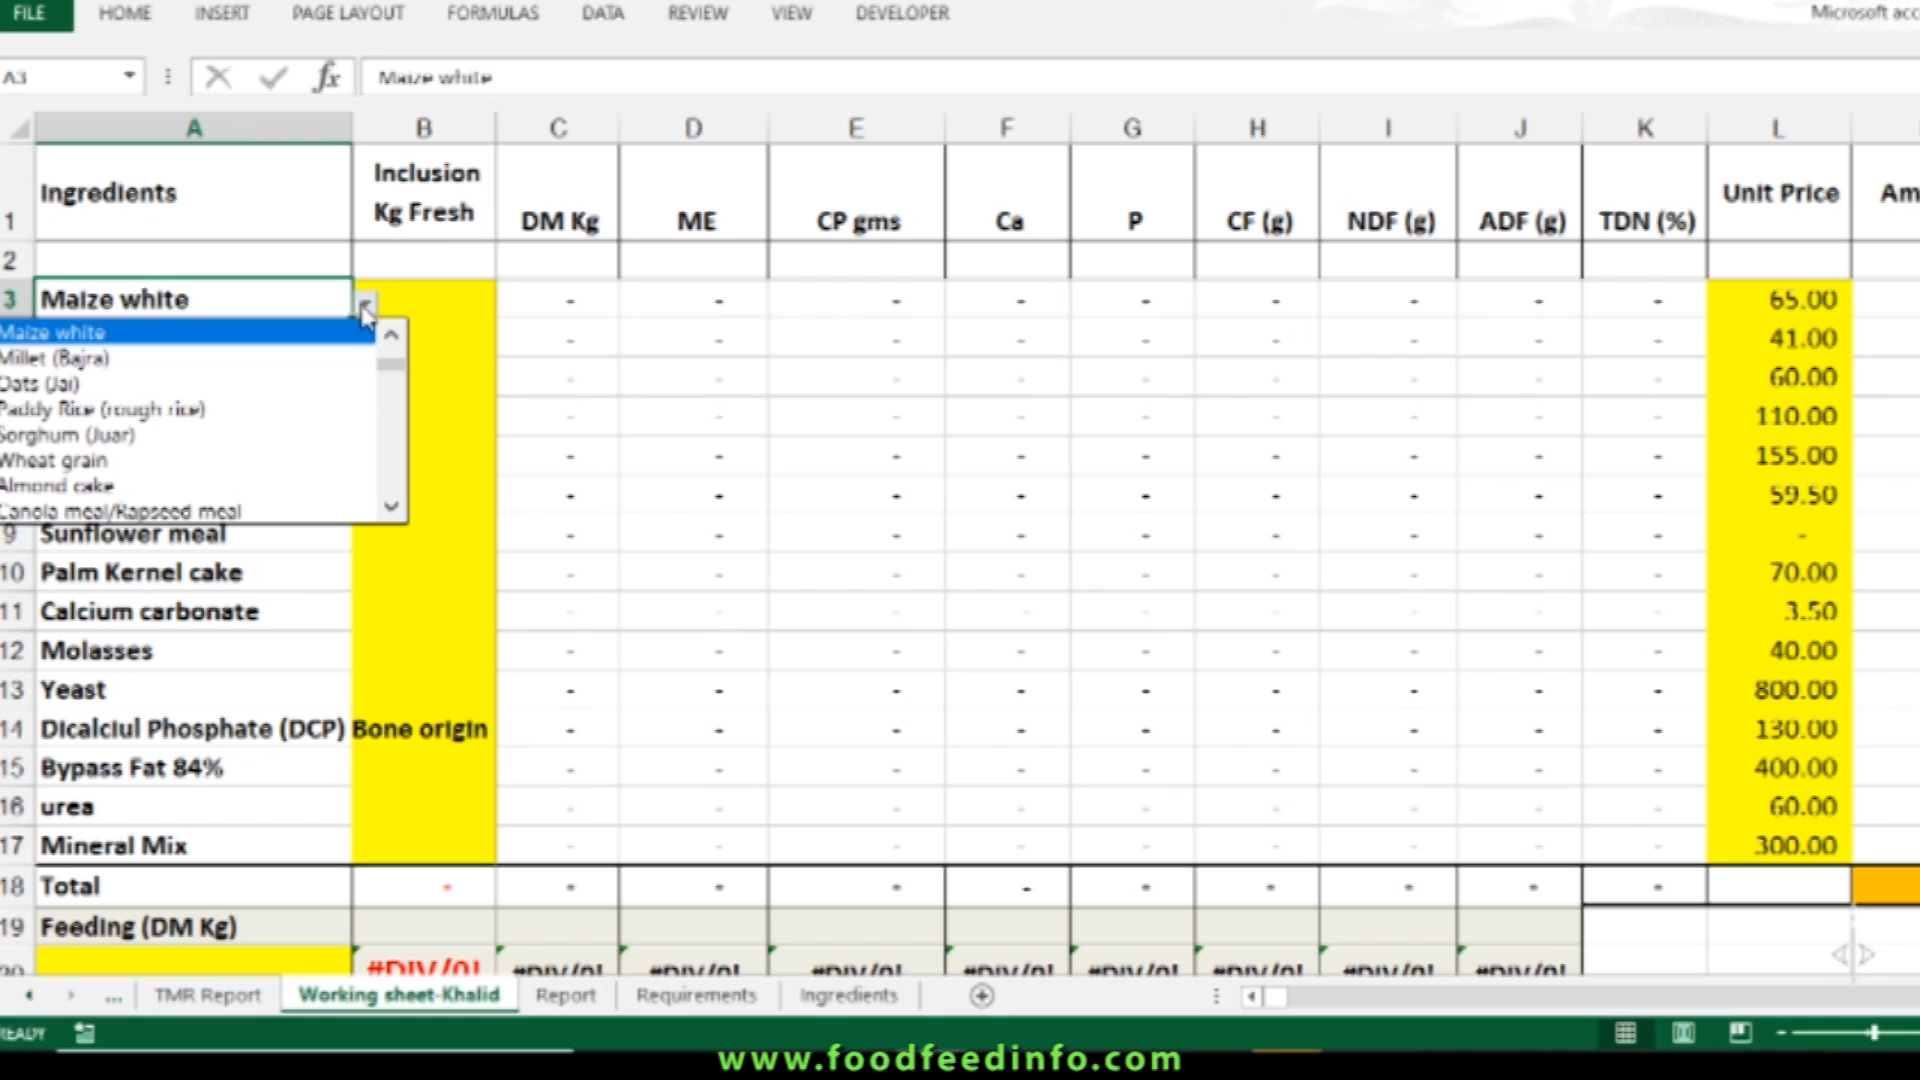 FILE HOME INSERT PAGE LAYOUT FORMULAS DATA REVIEW VIEW DEVELOPER Microsoft acc
A3 fx Maize white
A B C D E F G H I J K L
1 Ingredients Inclusion Kg Fresh DM Kg ME CP gms Ca P CF (g) NDF (g) ADF (g) TDN (%) Unit Price Am
2
3 Maize white - - - - - - - - - 65.00
Maize white
Millet (Bajra)
Oats (Jai)
Paddy Rice (rough rice)
Sorghum (Juar)
Wheat grain
Almond cake
Canola meal/Rapseed meal
- - - - - - - - - 41.00
- - - - - - - - - 60.00
- - - - - - - - - 110.00
- - - - - - - - - 155.00
- - - - - - - - - 59.50
9 Sunflower meal - - - - - - - - - -
10 Palm Kernel cake - - - - - - - - - 70.00
11 Calcium carbonate - - - - - - - - - 3.50
12 Molasses - - - - - - - - - 40.00
13 Yeast - - - - - - - - - 800.00
14 Dicalciul Phosphate (DCP) Bone origin - - - - - - - - - 130.00
15 Bypass Fat 84% - - - - - - - - - 400.00
16 urea - - - - - - - - - 60.00
17 Mineral Mix - - - - - - - - - 300.00
18 Total - - - - - - - - - -
19 Feeding (DM Kg)
#DIV/0! #DIV/0! #DIV/0! #DIV/0! #DIV/0! #DIV/0! #DIV/0! #DIV/0! #DIV/0!
... TMR Report Working sheet-Khalid Report Requirements Ingredients
READY
www.foodfeedinfo.com